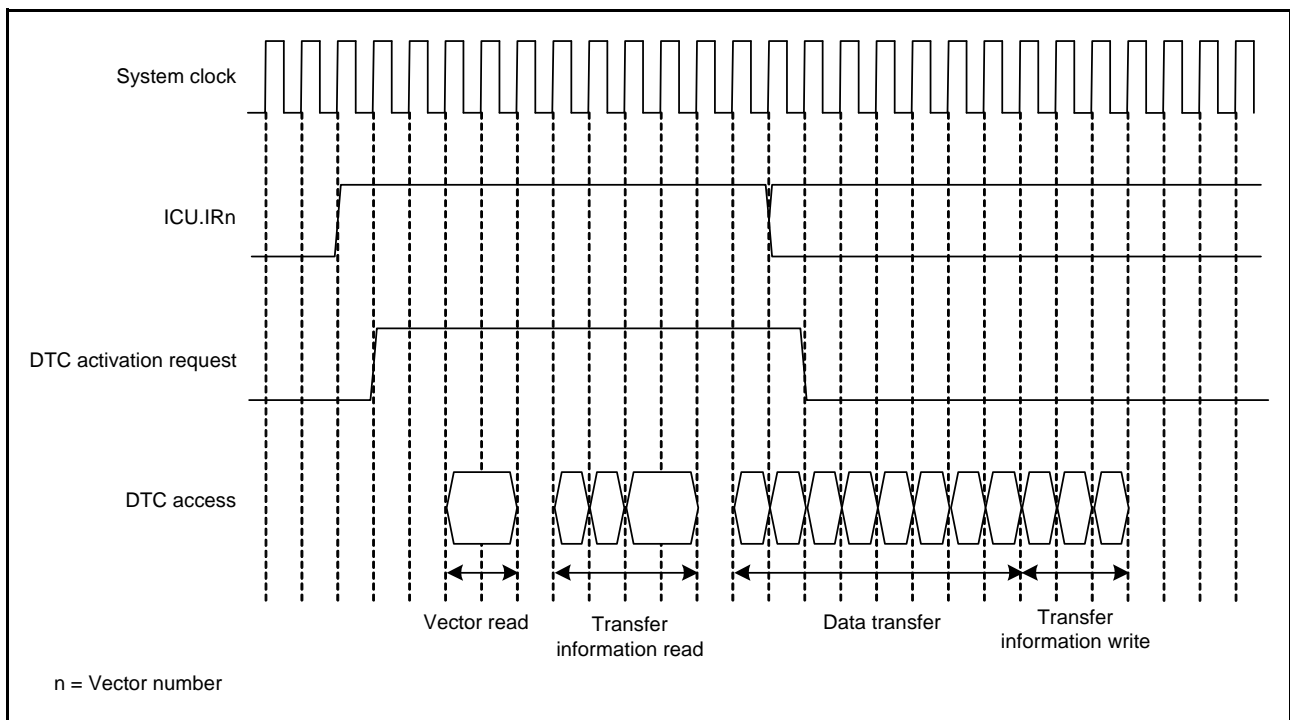 System clock
ICU.IRn
DTC activation request
DTC access
Vector read
Transfer
information read
Data transfer
Transfer
information write
n = Vector number